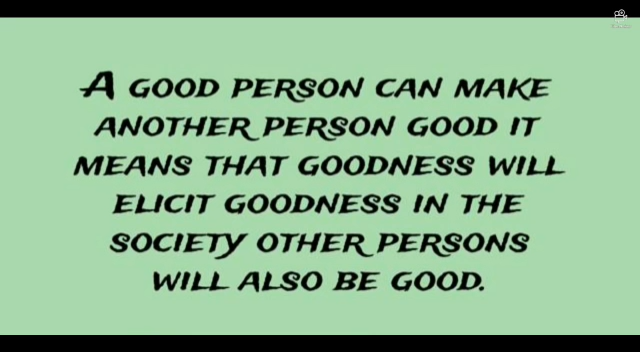 A GOOD PERSON CAN MAKE
ANOTHER PERSON GOOD IT
MEANS THAT GOODNESS WILL
ELICIT GOODNESS IN THE
SOCIETY OTHER PERSONS
WILL ALSO BE GOOD.